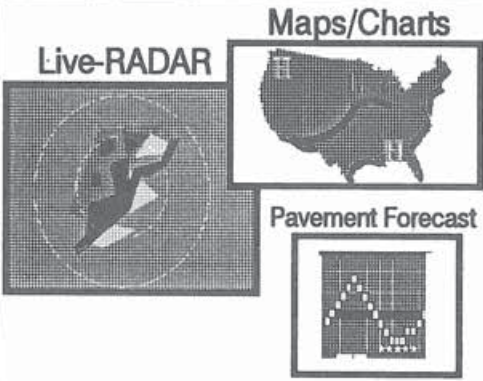 Maps/Charts
Live-RADAR
H
H
Pavement Forecast